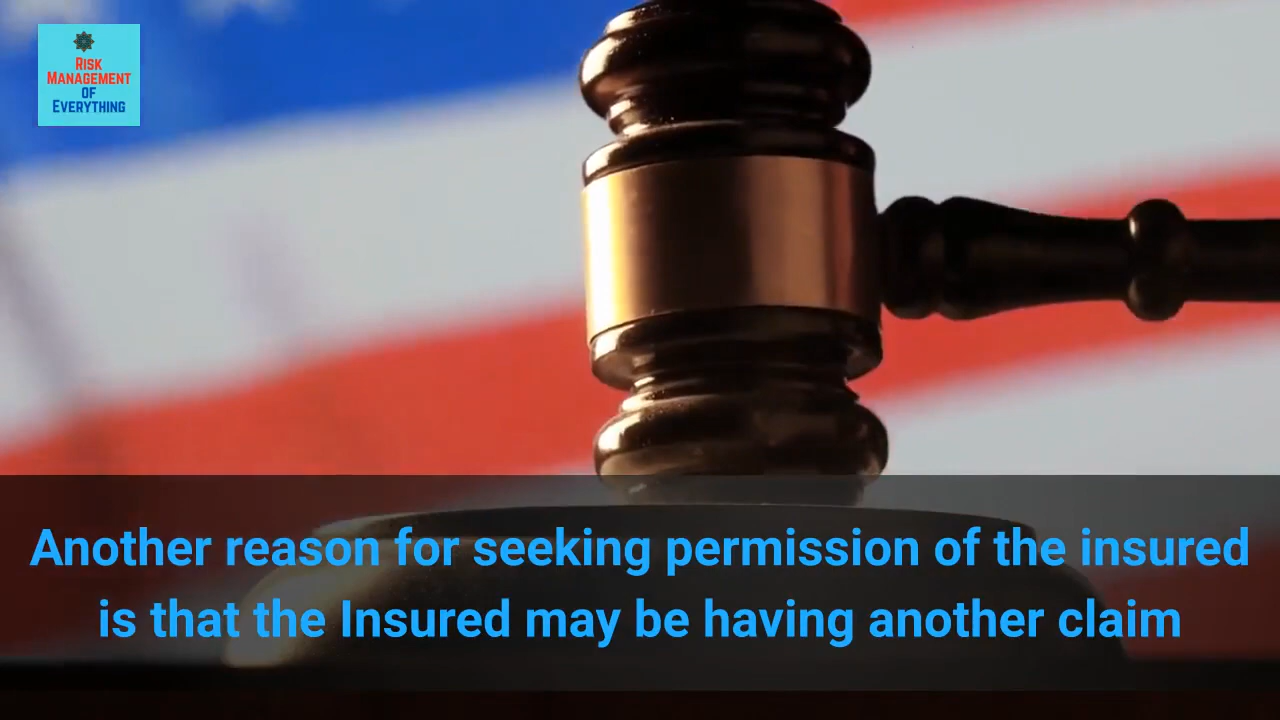 Risk
Management
of
Everything
Another reason for seeking permission of the insured
is that the Insured may be having another claim